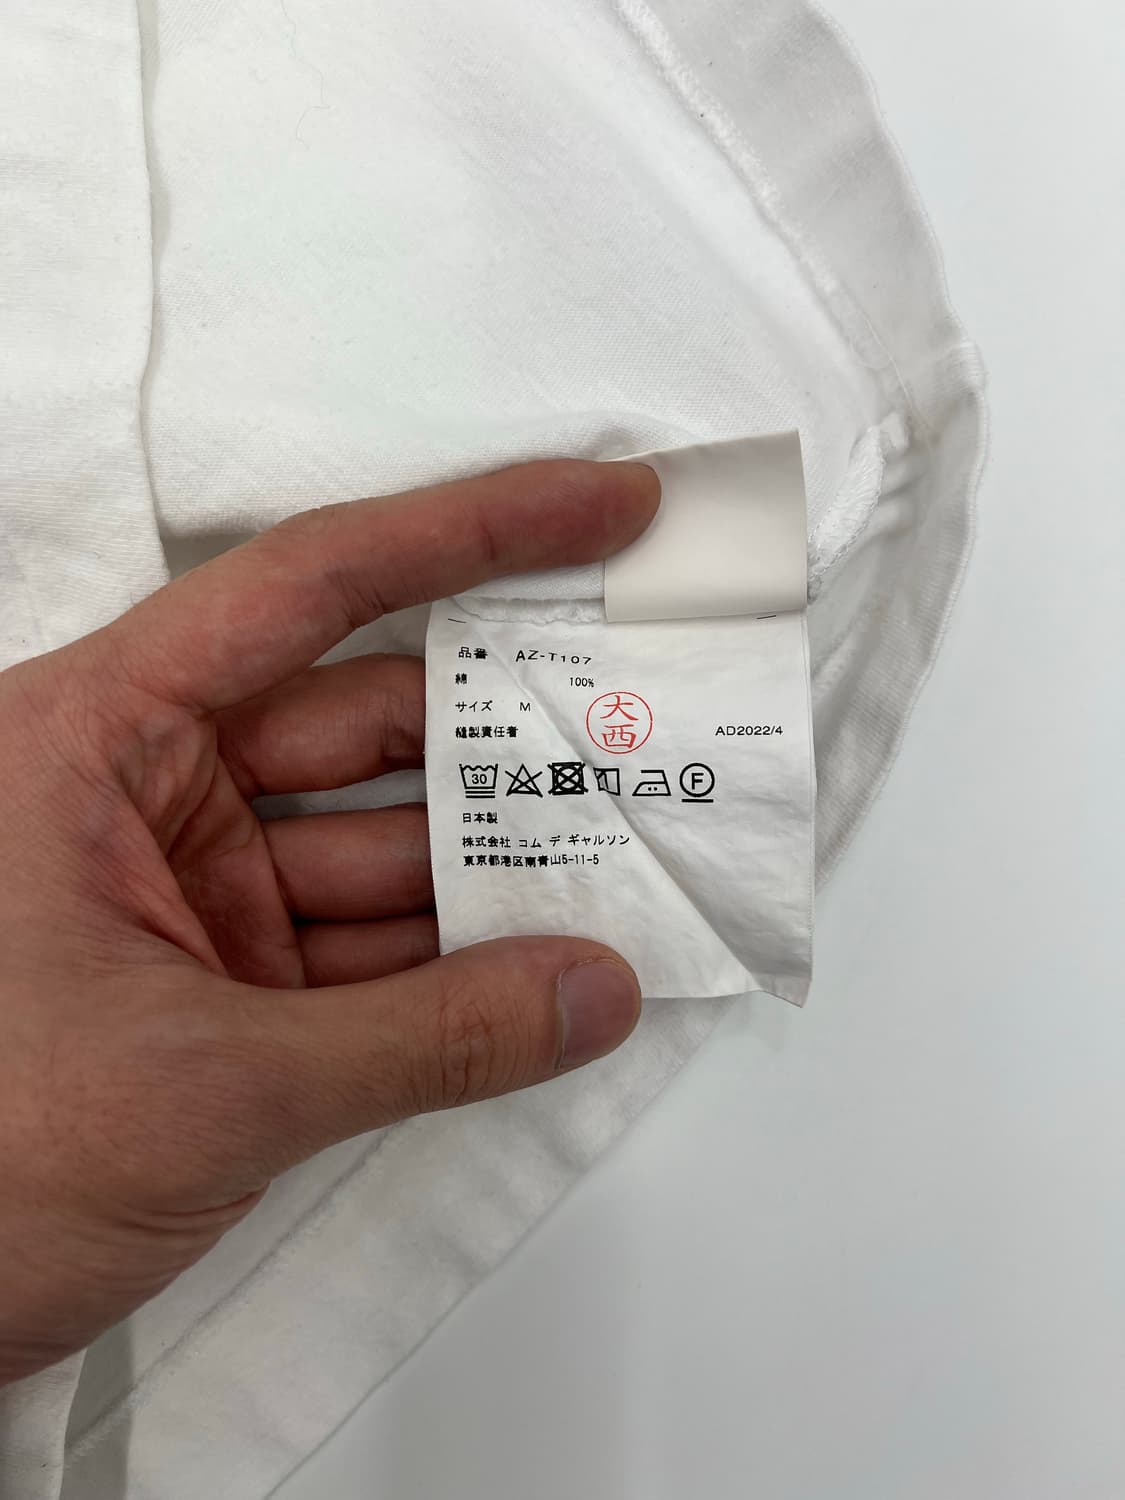 品番 AZ-T107
綿 100%
サイズ M
縫製責任者 大西 AD2022/4
30 F
日本製
株式会社 コム デ ギャルソン
東京都港区南青山5-11-5